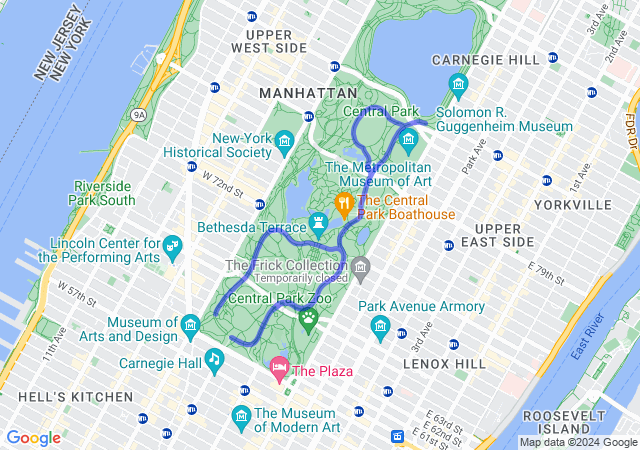 NEW JERSEY
NEW YORK
UPPER
WEST SIDE
MANHATTAN
CARNEGIE HILL
3rd Ave
2nd Ave
9A
Central Park
Solomon R.
Guggenheim Museum
FDR Dr
New-York
Historical Society
Park Ave
The Metropolitan
Museum of Art
1st Ave
W 72nd St
Riverside
Park South
The Central
Park Boathouse
YORKVILLE
Bethesda Terrace
UPPER
EAST SIDE
Lincoln Center for
the Performing Arts
The Frick Collection
Temporarily closed
E 79th St
W 57th St
Central Park Zoo
Park Avenue Armory
Museum of
Arts and Design
3rd Ave
East River
11th Ave
Carnegie Hall
The Plaza
LENOX HILL
HELL'S KITCHEN
The Museum
of Modern Art
E 63rd St
E 62nd St
E 61st St
ROOSEVELT
ISLAND
Google
Map data ©2024 Google